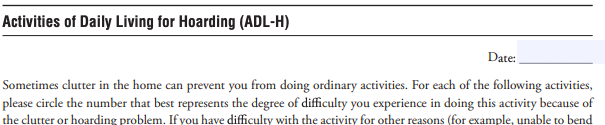 Activities of Daily Living for Hoarding (ADL-H)
Date:
Sometimes clutter in the home can prevent you from doing ordinary activities. For each of the following activities,
please circle the number that best represents the degree of difficulty you experience in doing this activity because of
the clutter or hoarding problem. If you have difficulty with the activity for other reasons (for example, unable to bend